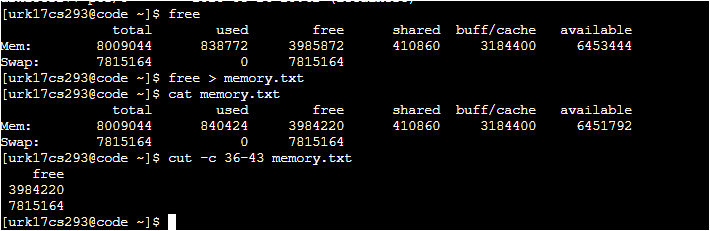 [urk17cs293@code ~]$ free
              total        used        free      shared  buff/cache   available
Mem:        8009044      838772     3985872      410860     3184400     6453444
Swap:       7815164           0     7815164
[urk17cs293@code ~]$ free > memory.txt
[urk17cs293@code ~]$ cat memory.txt
              total        used        free      shared  buff/cache   available
Mem:        8009044      840424     3984220      410860     3184400     6451792
Swap:       7815164           0     7815164
[urk17cs293@code ~]$ cut -c 36-43 memory.txt
    free
 3984220
 7815164
[urk17cs293@code ~]$